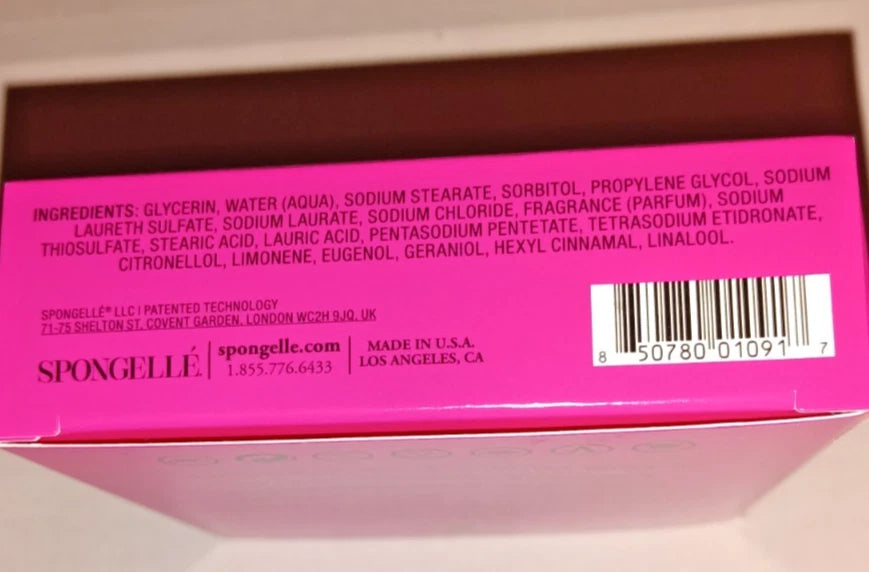 INGREDIENTS: GLYCERIN, WATER (AQUA), SODIUM STEARATE, SORBITOL, PROPYLENE GLYCOL, SODIUM
LAURETH SULFATE, SODIUM LAURATE, SODIUM CHLORIDE, FRAGRANCE (PARFUM), SODIUM
THIOSULFATE, STEARIC ACID, LAURIC ACID, PENTASODIUM PENTETATE, TETRASODIUM ETIDRONATE,
CITRONELLOL, LIMONENE, EUGENOL, GERANIOL, HEXYL CINNAMAL, LINALOOL.
SPONGELLÉ® LLC | PATENTED TECHNOLOGY
71-75 SHELTON ST. COVENT GARDEN, LONDON WC2H 9JQ, UK
SPONGELLÉ
spongelle.com
1.855.776.6433
MADE IN U.S.A.
LOS ANGELES, CA
8 50780 01091 7